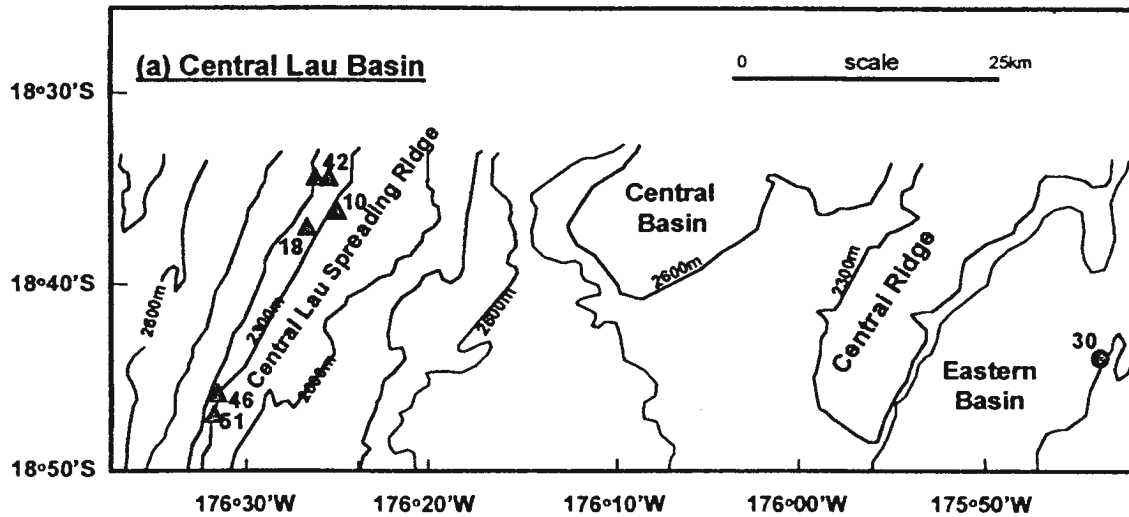 (a) Central Lau Basin
0 scale 25km
18°30'S
18°40'S
18°50'S
42
10
18
46
51
30
Central Lau Spreading Ridge
Central
Basin
Central Ridge
Eastern
Basin
2600m
2300m
2600m
2600m
2600m
2300m
176°30'W 176°20'W 176°10'W 176°00'W 175°50'W